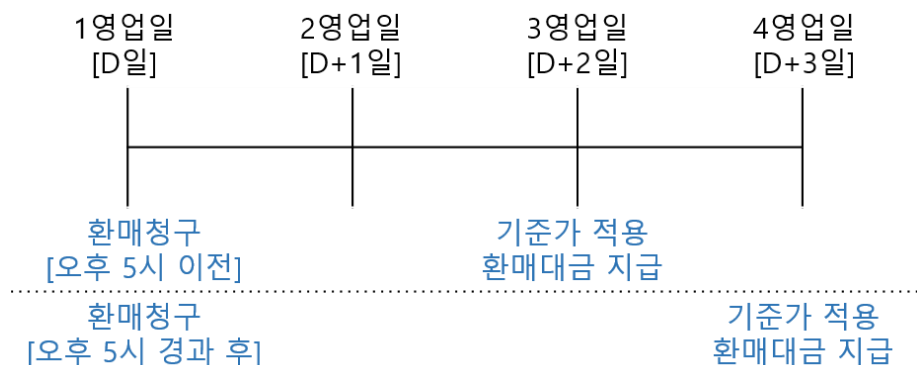 1영업일 2영업일 3영업일 4영업일
[D일] [D+1일] [D+2일] [D+3일]
환매청구 기준가 적용
[오후 5시 이전] 환매대금 지급
환매청구 기준가 적용
[오후 5시 경과 후] 환매대금 지급